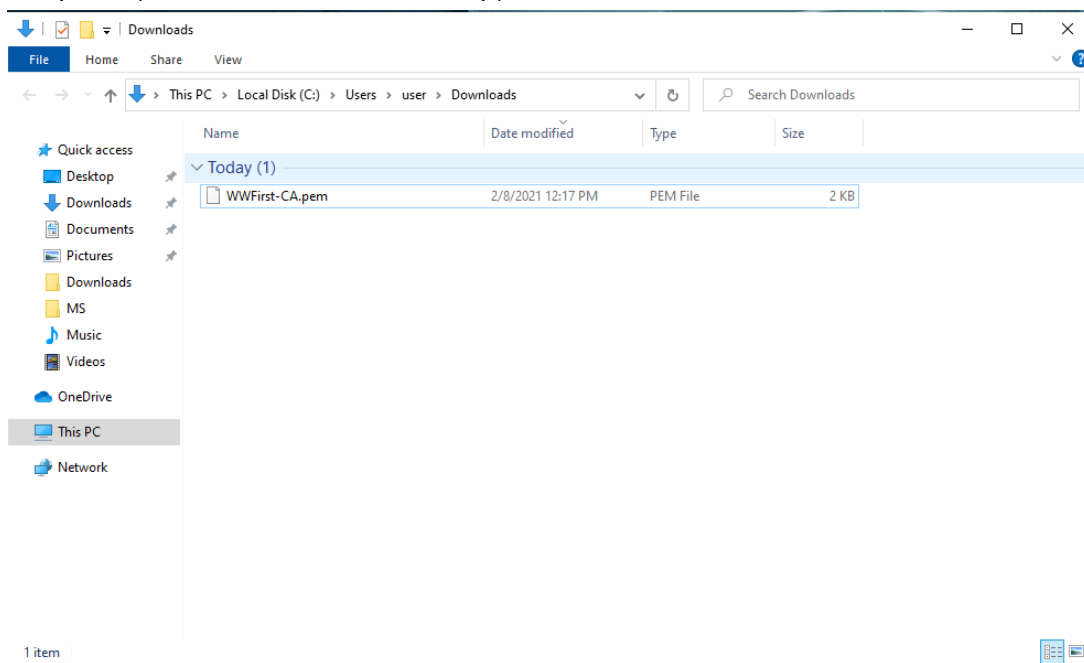 Downloads
File Home Share View
This PC > Local Disk (C:) > Users > user > Downloads
Search Downloads
Name Date modified Type Size
Quick access
Desktop
Downloads
Documents
Pictures
Downloads
MS
Music
Videos
OneDrive
This PC
Network
Today (1)
WWFirst-CA.pem 2/8/2021 12:17 PM PEM File 2 KB
1 item